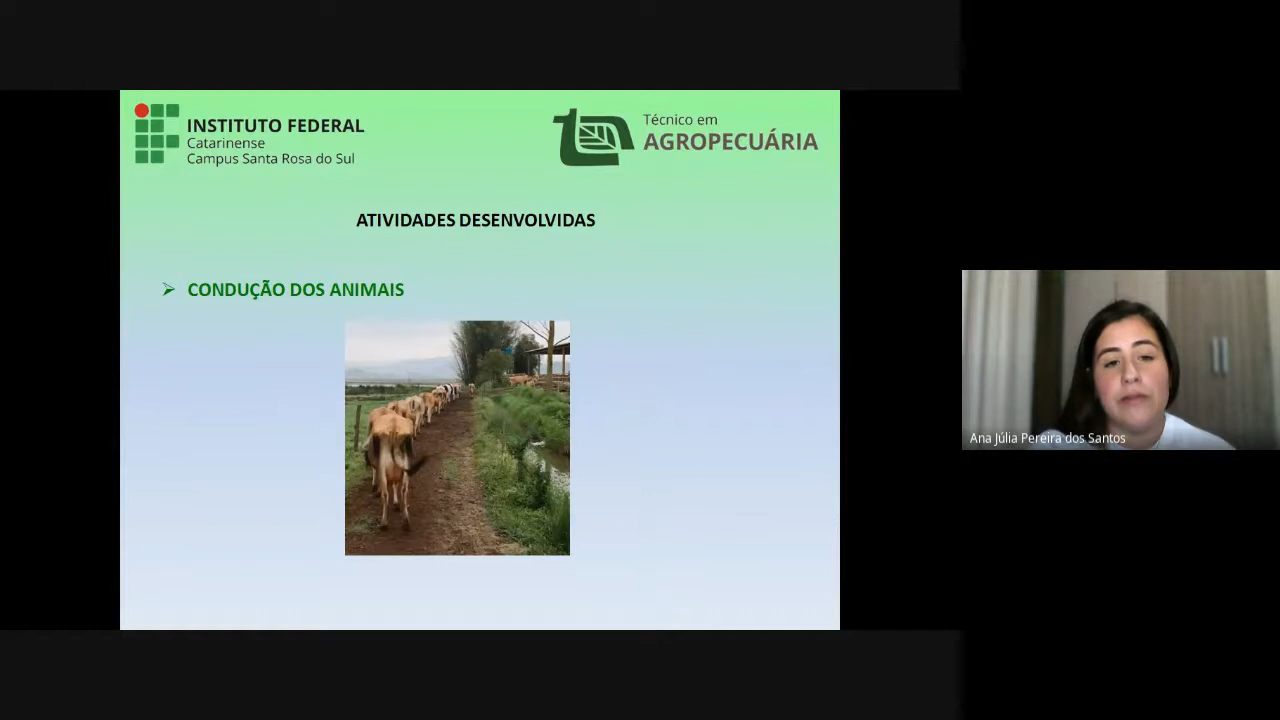 INSTITUTO FEDERAL
Catarinense
Campus Santa Rosa do Sul
Técnico em
AGROPECUÁRIA
ATIVIDADES DESENVOLVIDAS
➢ CONDUÇÃO DOS ANIMAIS
Ana Júlia Pereira dos Santos